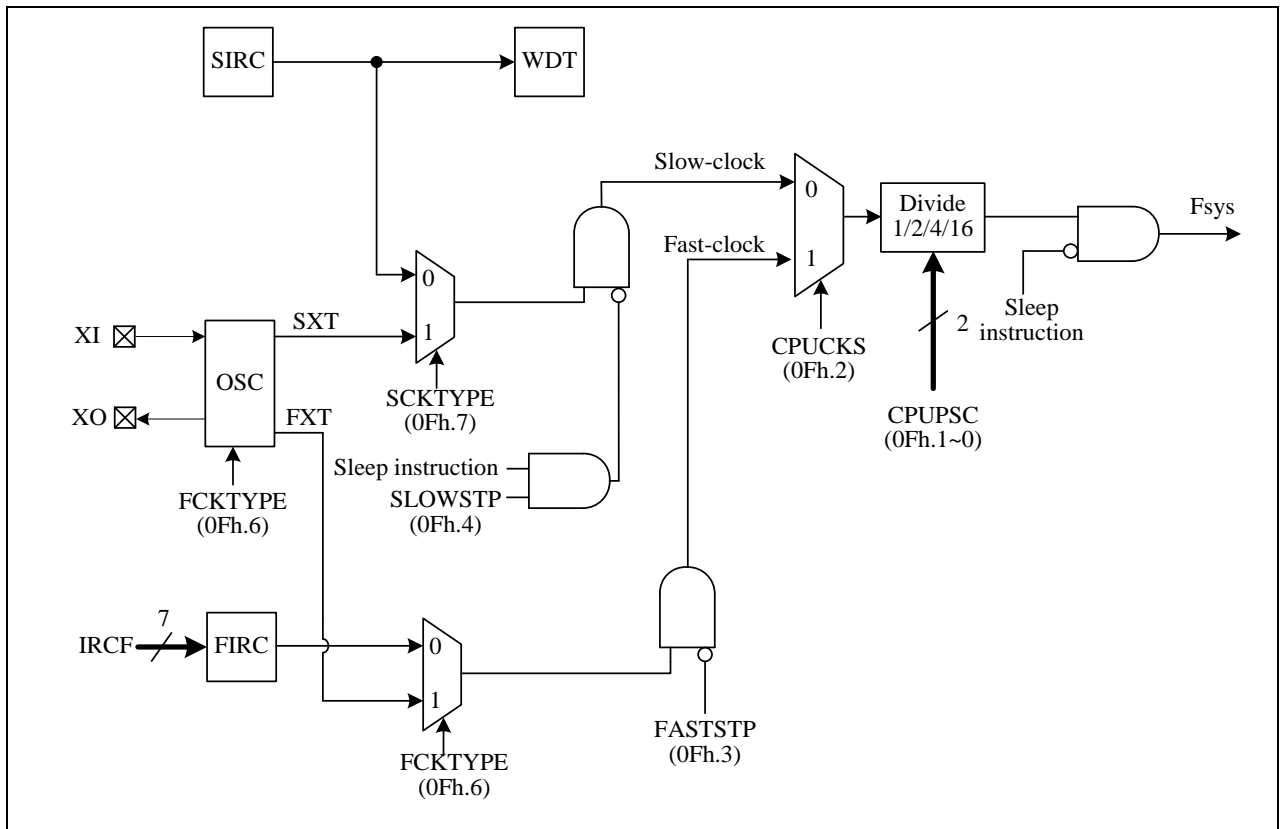 SIRC
WDT
Slow-clock
0
Divide
1/2/4/16
Fsys
Fast-clock
1
0
Sleep
instruction
SXT
XI
1
2
CPUCKS
(0Fh.2)
OSC
SCKTYPE
(0Fh.7)
CPUPSC
(0Fh.1~0)
XO
FXT
Sleep instruction
SLOWSTP
(0Fh.4)
FCKTYPE
(0Fh.6)
7
IRCF
FIRC
0
1
FASTSTP
(0Fh.3)
FCKTYPE
(0Fh.6)